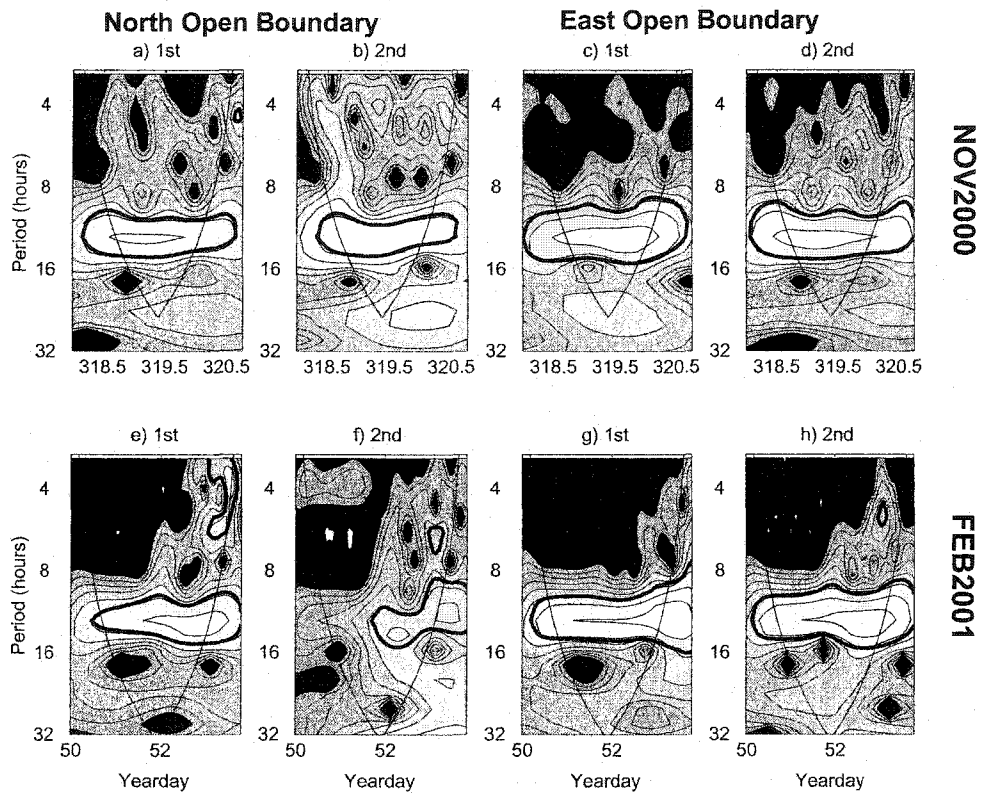 North Open Boundary East Open Boundary
a) 1st b) 2nd c) 1st d) 2nd
4 4 4 4
8 8 8 8
16 16 16 16
32 32 32 32
Period (hours)
318.5 319.5 320.5 318.5 319.5 320.5 318.5 319.5 320.5 318.5 319.5 320.5
NOV2000
e) 1st f) 2nd g) 1st h) 2nd
4 4 4 4
8 8 8 8
16 16 16 16
32 32 32 32
Period (hours)
50 52 50 52 50 52 50 52
Yearday Yearday Yearday Yearday
FEB2001